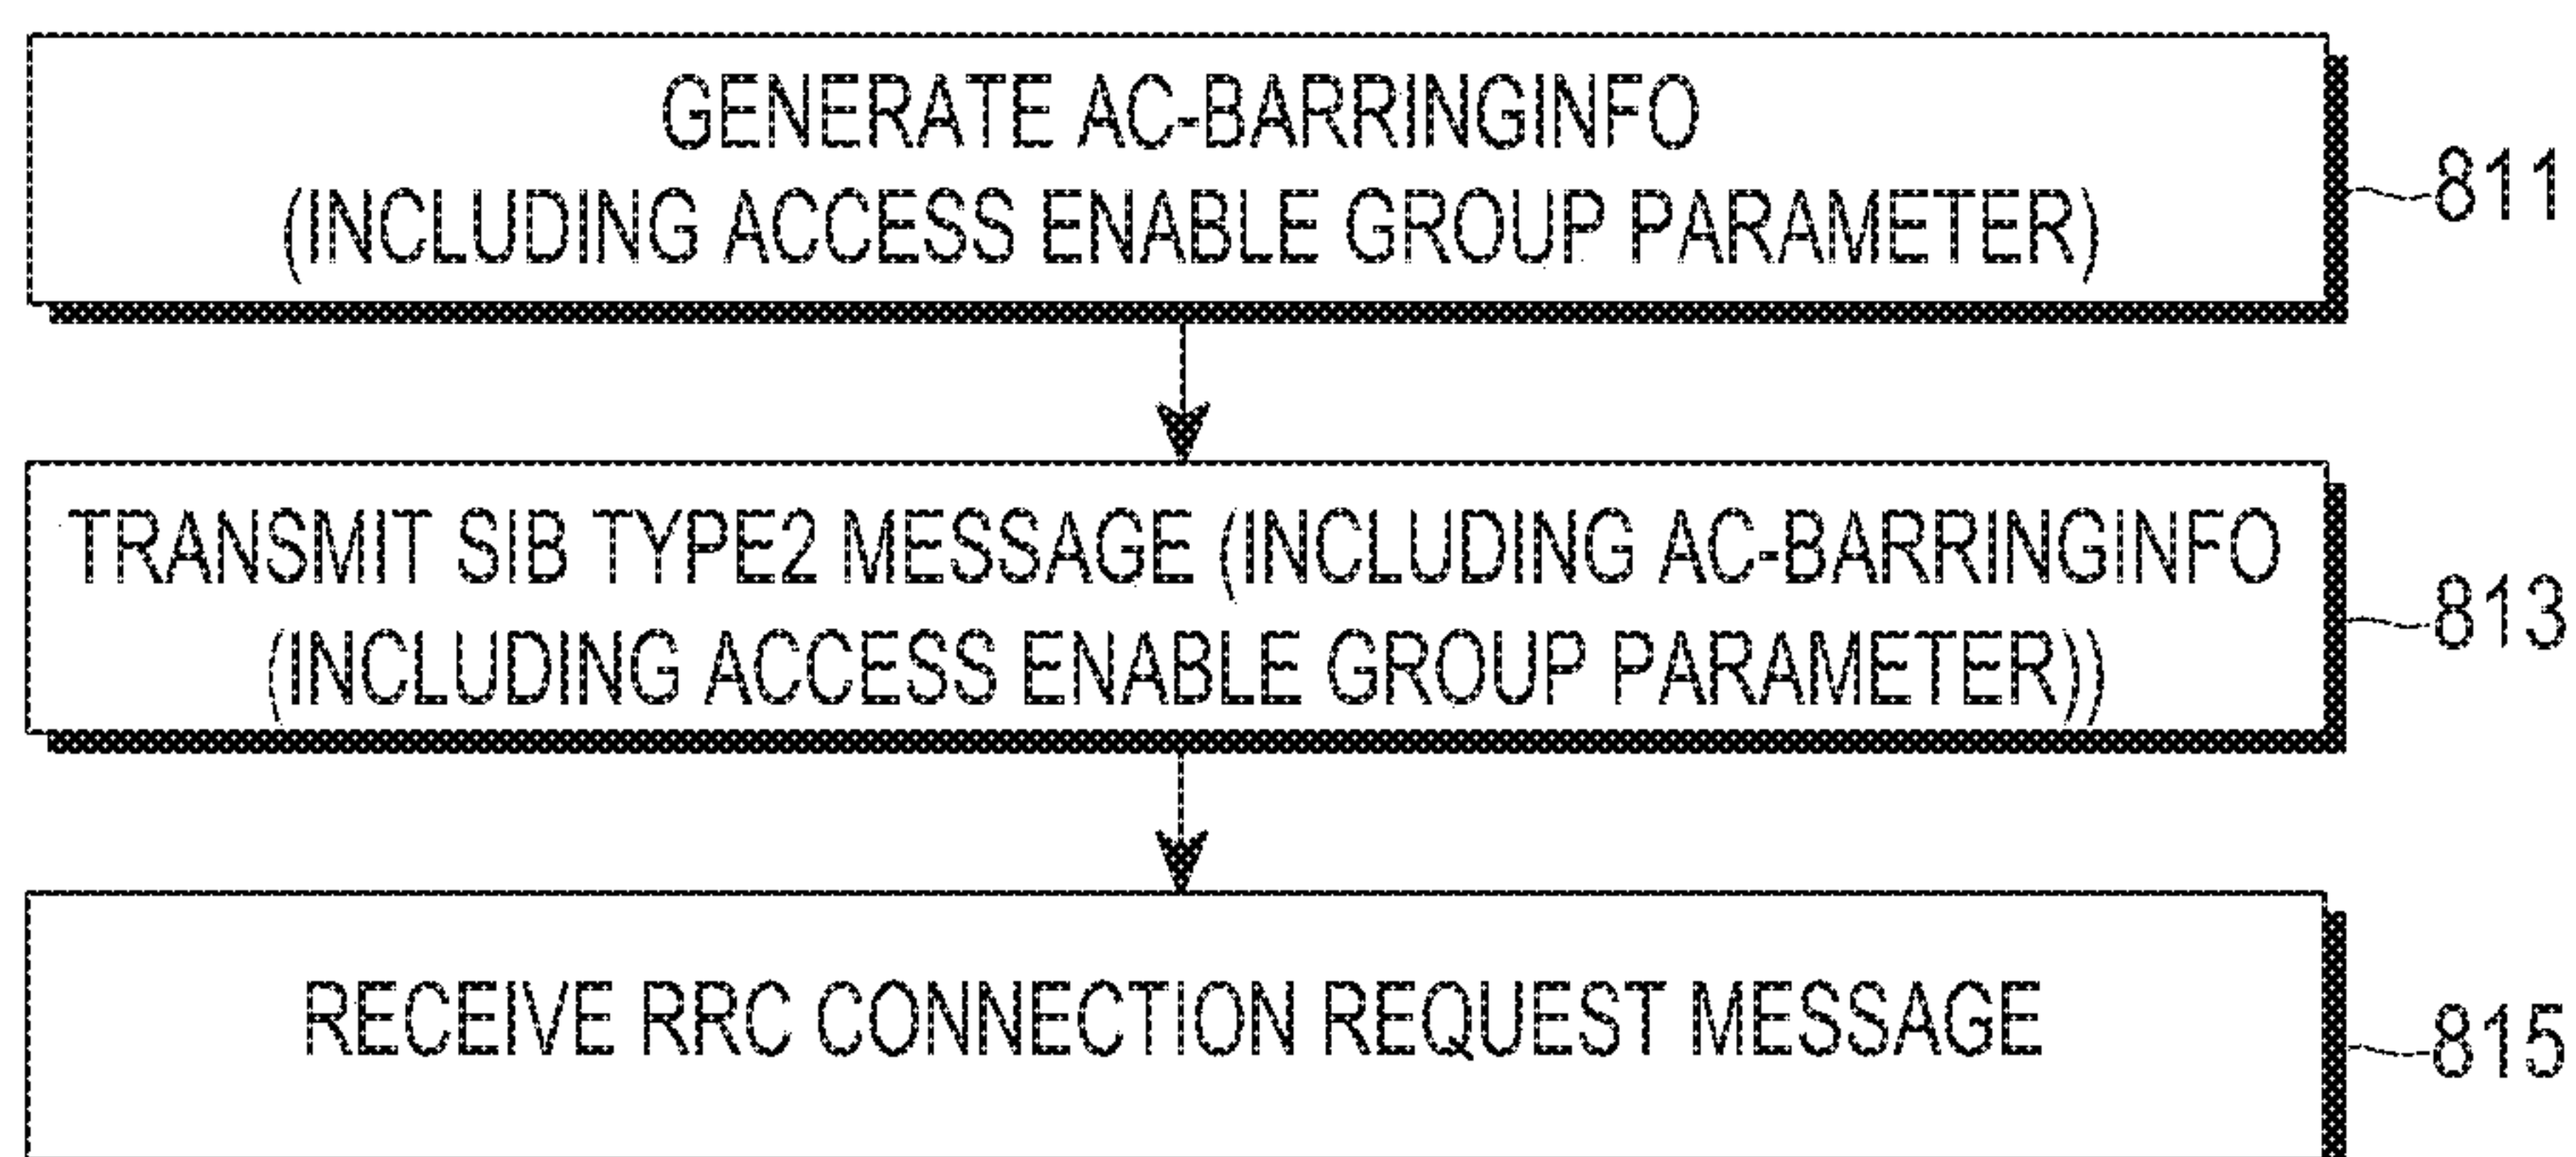 GENERATE AC-BARRINGINFO
(INCLUDING ACCESS ENABLE GROUP PARAMETER)
811
TRANSMIT SIB TYPE2 MESSAGE (INCLUDING AC-BARRINGINFO
(INCLUDING ACCESS ENABLE GROUP PARAMETER))
813
RECEIVE RRC CONNECTION REQUEST MESSAGE
815